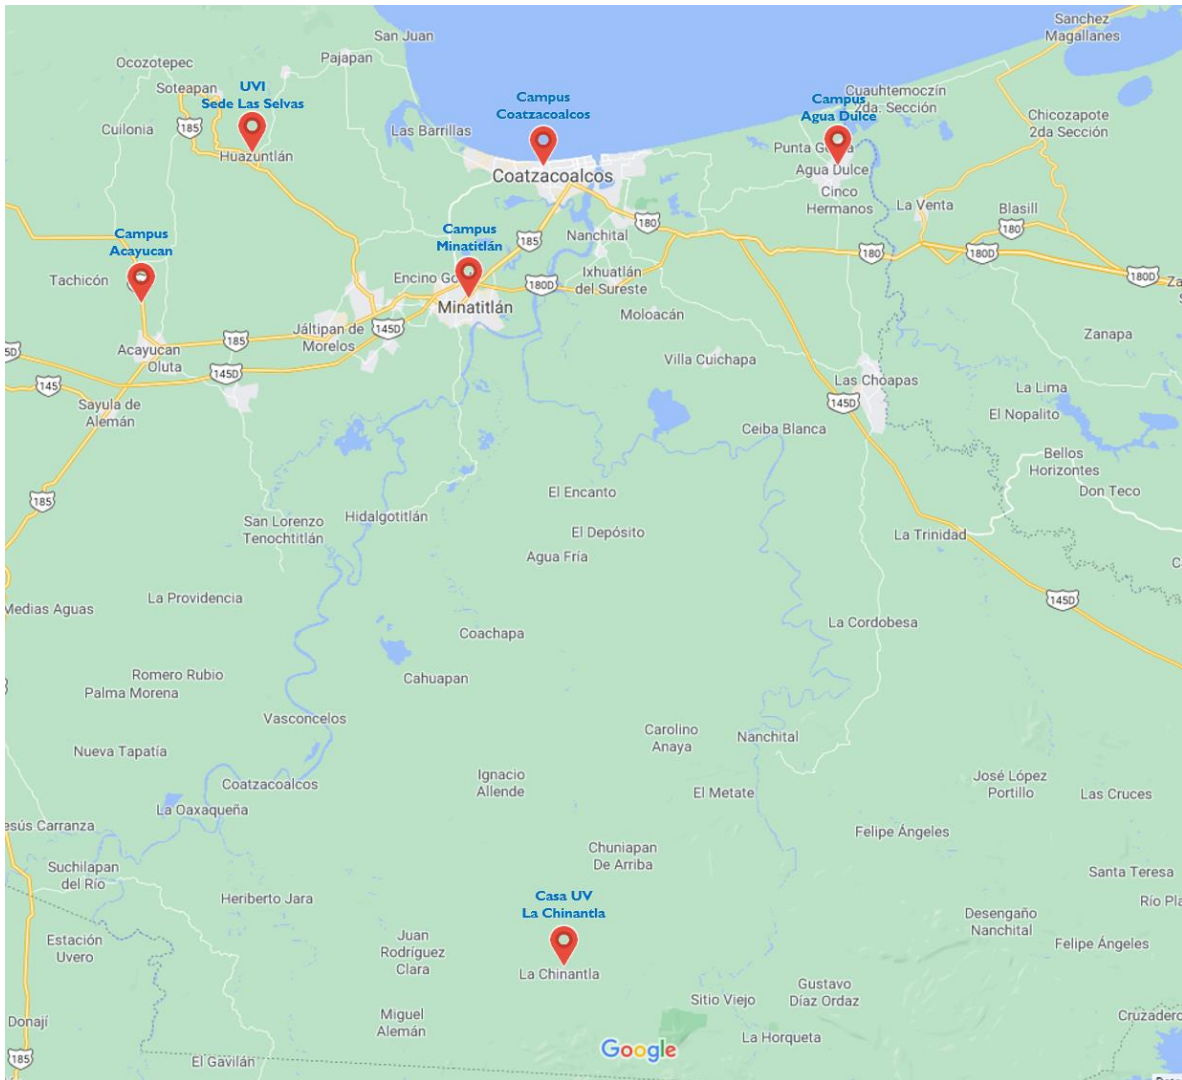 Sanchez
Magallanes
San Juan
Pajapan
Ocozotepec
Soteapan
UVI
Sede Las Selvas
Campus
Coatzacoalcos
Campus
Agua Dulce
Cuauhtemoczín
2da. Sección
Chicozapote
2da Sección
Cuilonia
185
Las Barrillas
Huazuntlán
Coatzacoalcos
Agua Dulce
Cinco
Hermanos
La Venta
Blasill
180
Campus
Acayucan
Campus
Minatitlán
185
Nanchital
180
180
180D
180D
Tachicón
Encino
180D
Ixhuatlán
del Sureste
Minatitlán
Moloacán
Zanapa
Jáltipan de
Morelos
145D
185
Acayucan
Oluta
145D
Villa Cuichapa
Las Choapas
145D
La Lima
El Nopalito
145
Sayula de
Alemán
Ceiba Blanca
Bellos
Horizontes
Don Teco
185
El Encanto
San Lorenzo
Tenochtitlán
Hidalgotitlán
El Depósito
Agua Fría
La Trinidad
La Providencia
Medias Aguas
145D
La Cordobesa
Coachapa
Cahuapan
Romero Rubio
Palma Morena
Vasconcelos
Carolino
Anaya
Nanchital
Nueva Tapatía
Ignacio
Allende
El Metate
José López
Portillo
Las Cruces
Coatzacoalcos
La Oaxaqueña
esús Carranza
Felipe Ángeles
Chuniapan
De Arriba
Suchilapan
del Río
Santa Teresa
Heriberto Jara
Casa UV
La Chinantla
Río Pla
Desengaño
Nanchital
Estación
Uvero
Juan
Rodríguez
Clara
Felipe Ángeles
La Chinantla
Gustavo
Díaz Ordaz
Sitio Viejo
Miguel
Alemán
Donají
La Horqueta
Cruzadero
Google
185
El Gavilán